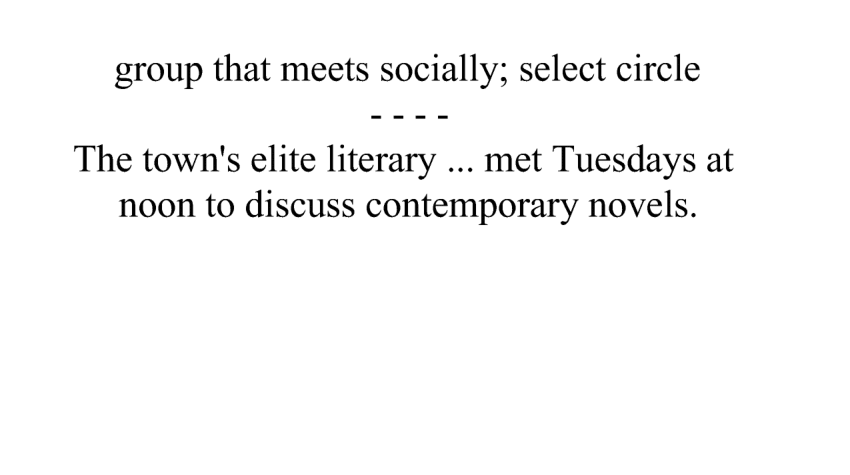 group that meets socially; select circle
- - - -
The town's elite literary ... met Tuesdays at
noon to discuss contemporary novels.